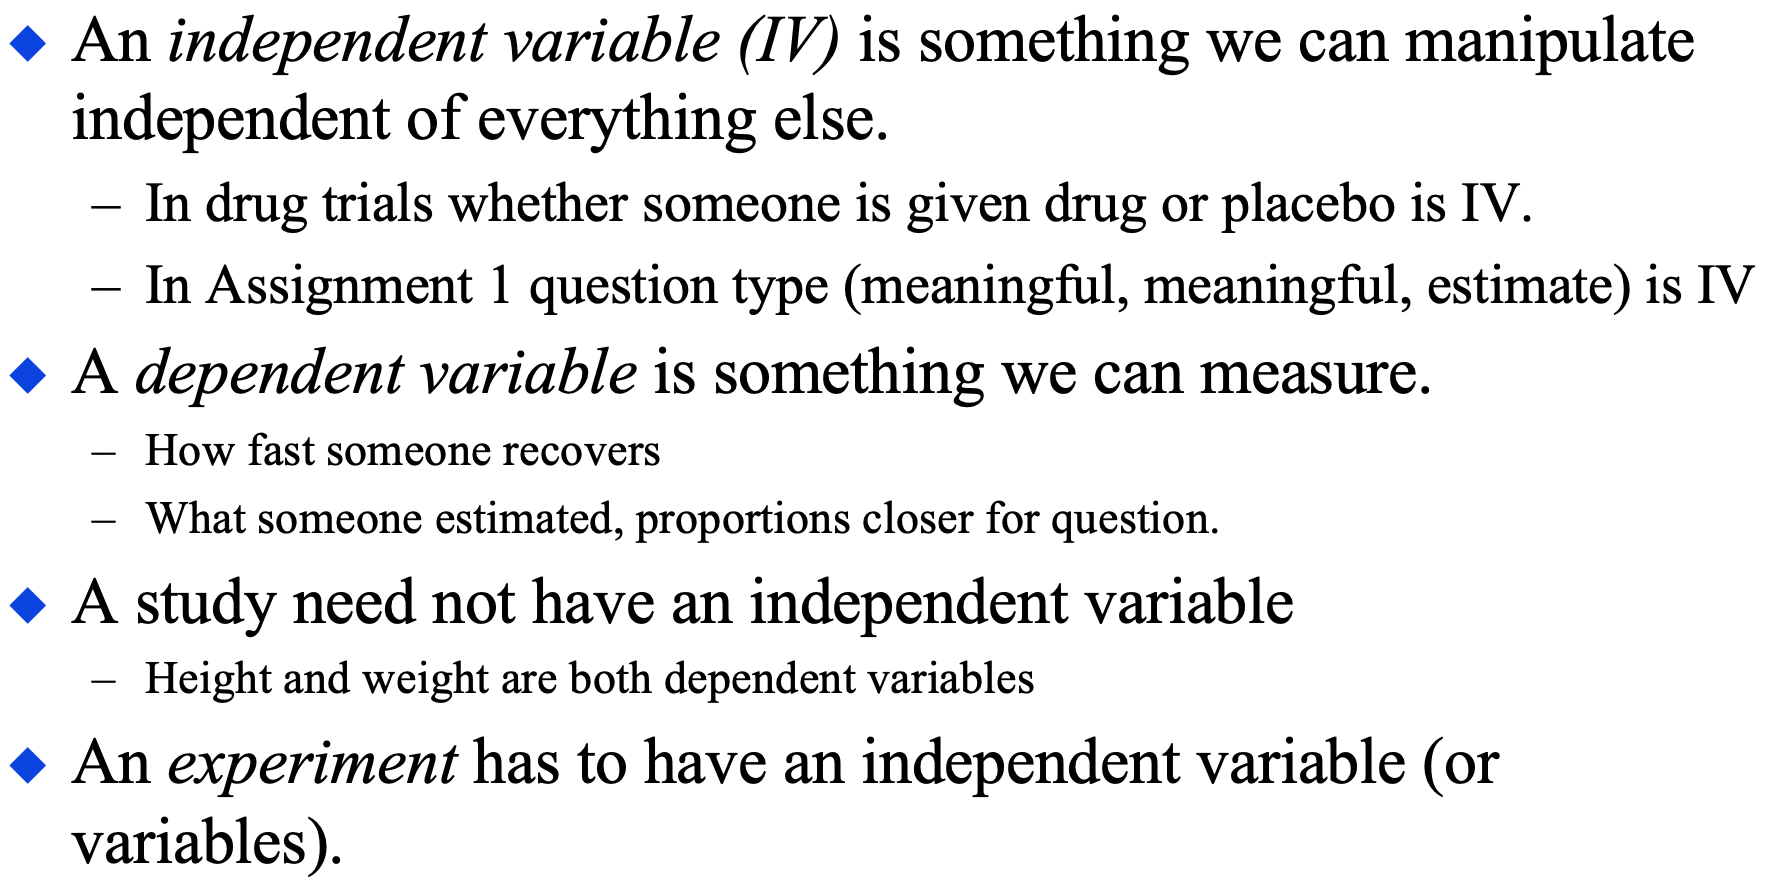 ◆ An independent variable (IV) is something we can manipulate
independent of everything else.
– In drug trials whether someone is given drug or placebo is IV.
– In Assignment 1 question type (meaningful, meaningful, estimate) is IV
◆ A dependent variable is something we can measure.
– How fast someone recovers
– What someone estimated, proportions closer for question.
◆ A study need not have an independent variable
– Height and weight are both dependent variables
◆ An experiment has to have an independent variable (or
variables).